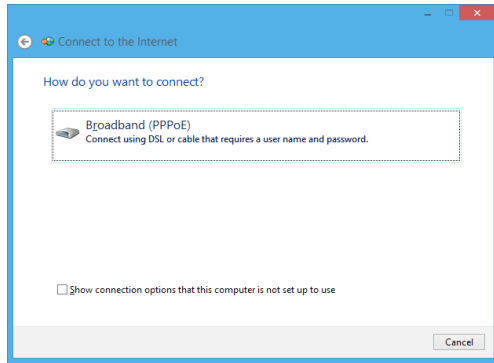 Connect to the Internet
How do you want to connect?
Broadband (PPPoE)
Connect using DSL or cable that requires a user name and password.
Show connection options that this computer is not set up to use
Cancel